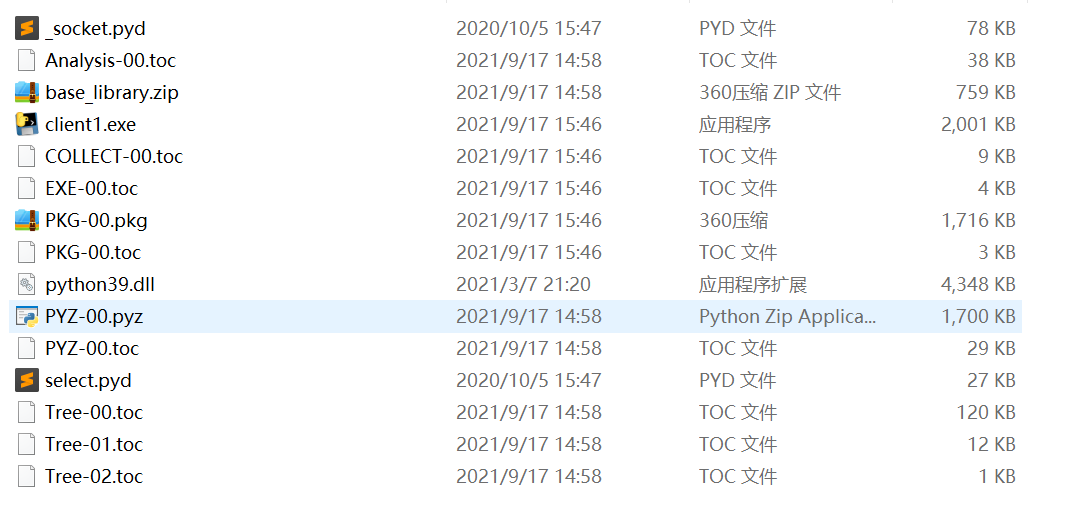 _socket.pyd 2020/10/5 15:47 PYD 文件 78 KB
Analysis-00.toc 2021/9/17 14:58 TOC 文件 38 KB
base_library.zip 2021/9/17 14:58 360压缩 ZIP 文件 759 KB
client1.exe 2021/9/17 15:46 应用程序 2,001 KB
COLLECT-00.toc 2021/9/17 15:46 TOC 文件 9 KB
EXE-00.toc 2021/9/17 15:46 TOC 文件 4 KB
PKG-00.pkg 2021/9/17 15:46 360压缩 1,716 KB
PKG-00.toc 2021/9/17 15:46 TOC 文件 3 KB
python39.dll 2021/3/7 21:20 应用程序扩展 4,348 KB
PYZ-00.pyz 2021/9/17 14:58 Python Zip Applica... 1,700 KB
PYZ-00.toc 2021/9/17 14:58 TOC 文件 29 KB
select.pyd 2020/10/5 15:47 PYD 文件 27 KB
Tree-00.toc 2021/9/17 14:58 TOC 文件 120 KB
Tree-01.toc 2021/9/17 14:58 TOC 文件 12 KB
Tree-02.toc 2021/9/17 14:58 TOC 文件 1 KB